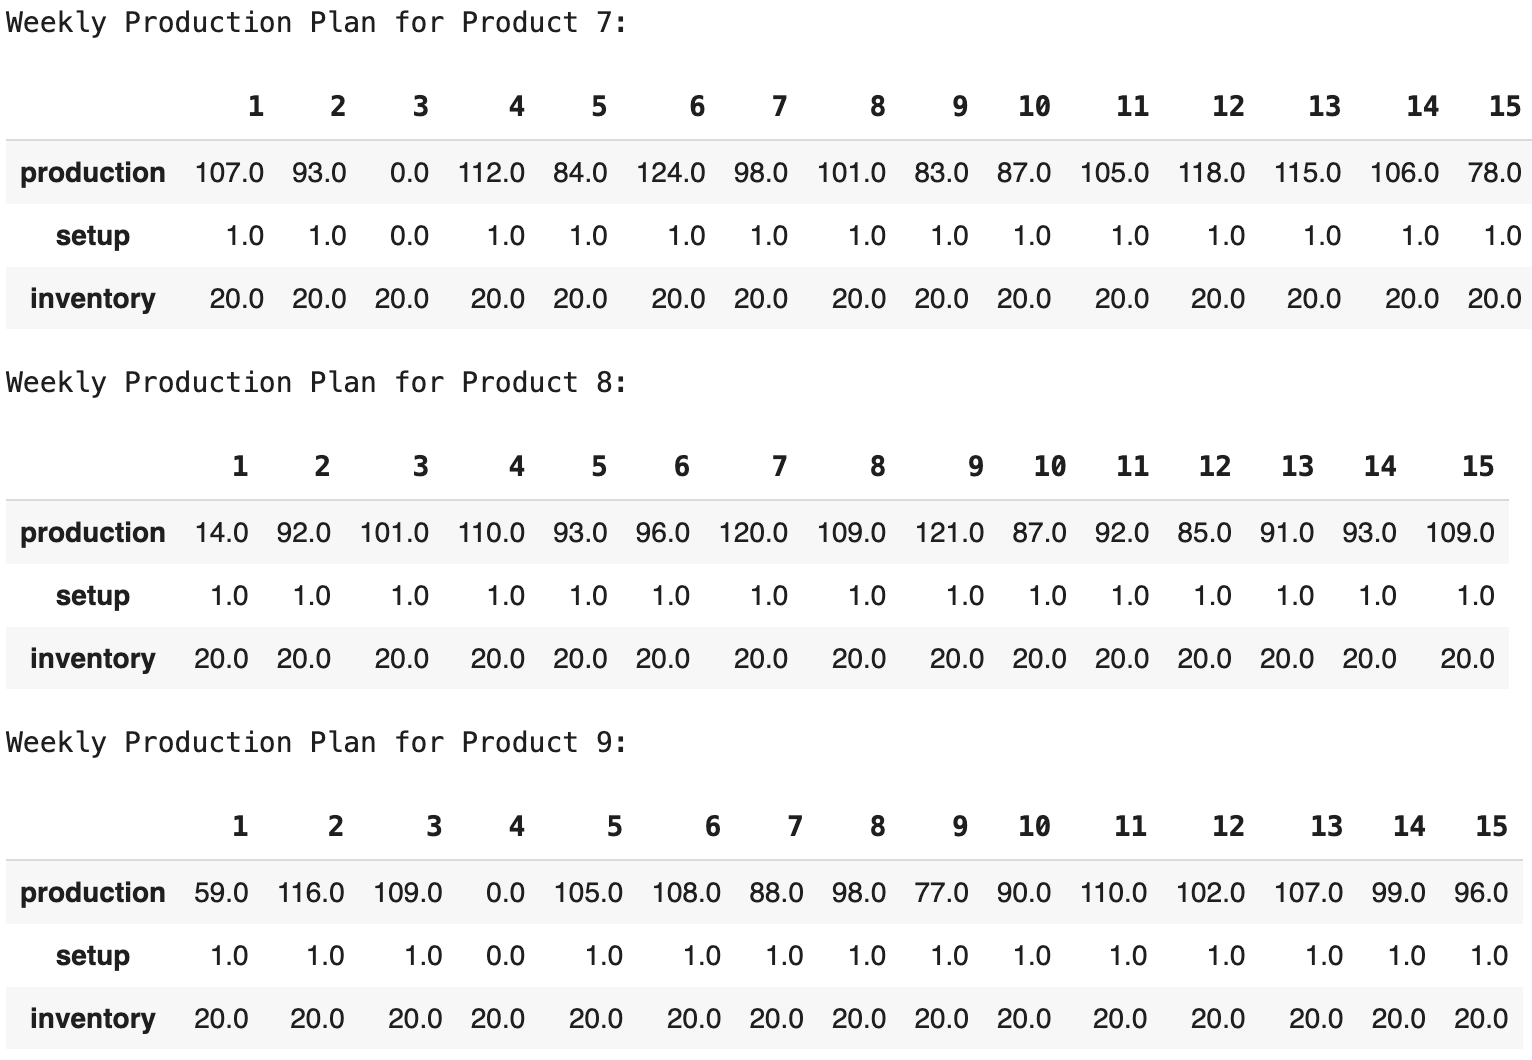 Weekly Production Plan for Product 7:
1 2 3 4 5 6 7 8 9 10 11 12 13 14 15
production 107.0 93.0 0.0 112.0 84.0 124.0 98.0 101.0 83.0 87.0 105.0 118.0 115.0 106.0 78.0
setup 1.0 1.0 0.0 1.0 1.0 1.0 1.0 1.0 1.0 1.0 1.0 1.0 1.0 1.0 1.0
inventory 20.0 20.0 20.0 20.0 20.0 20.0 20.0 20.0 20.0 20.0 20.0 20.0 20.0 20.0 20.0
Weekly Production Plan for Product 8:
1 2 3 4 5 6 7 8 9 10 11 12 13 14 15
production 14.0 92.0 101.0 110.0 93.0 96.0 120.0 109.0 121.0 87.0 92.0 85.0 91.0 93.0 109.0
setup 1.0 1.0 1.0 1.0 1.0 1.0 1.0 1.0 1.0 1.0 1.0 1.0 1.0 1.0 1.0
inventory 20.0 20.0 20.0 20.0 20.0 20.0 20.0 20.0 20.0 20.0 20.0 20.0 20.0 20.0 20.0
Weekly Production Plan for Product 9:
1 2 3 4 5 6 7 8 9 10 11 12 13 14 15
production 59.0 116.0 109.0 0.0 105.0 108.0 88.0 98.0 77.0 90.0 110.0 102.0 107.0 99.0 96.0
setup 1.0 1.0 1.0 0.0 1.0 1.0 1.0 1.0 1.0 1.0 1.0 1.0 1.0 1.0 1.0
inventory 20.0 20.0 20.0 20.0 20.0 20.0 20.0 20.0 20.0 20.0 20.0 20.0 20.0 20.0 20.0